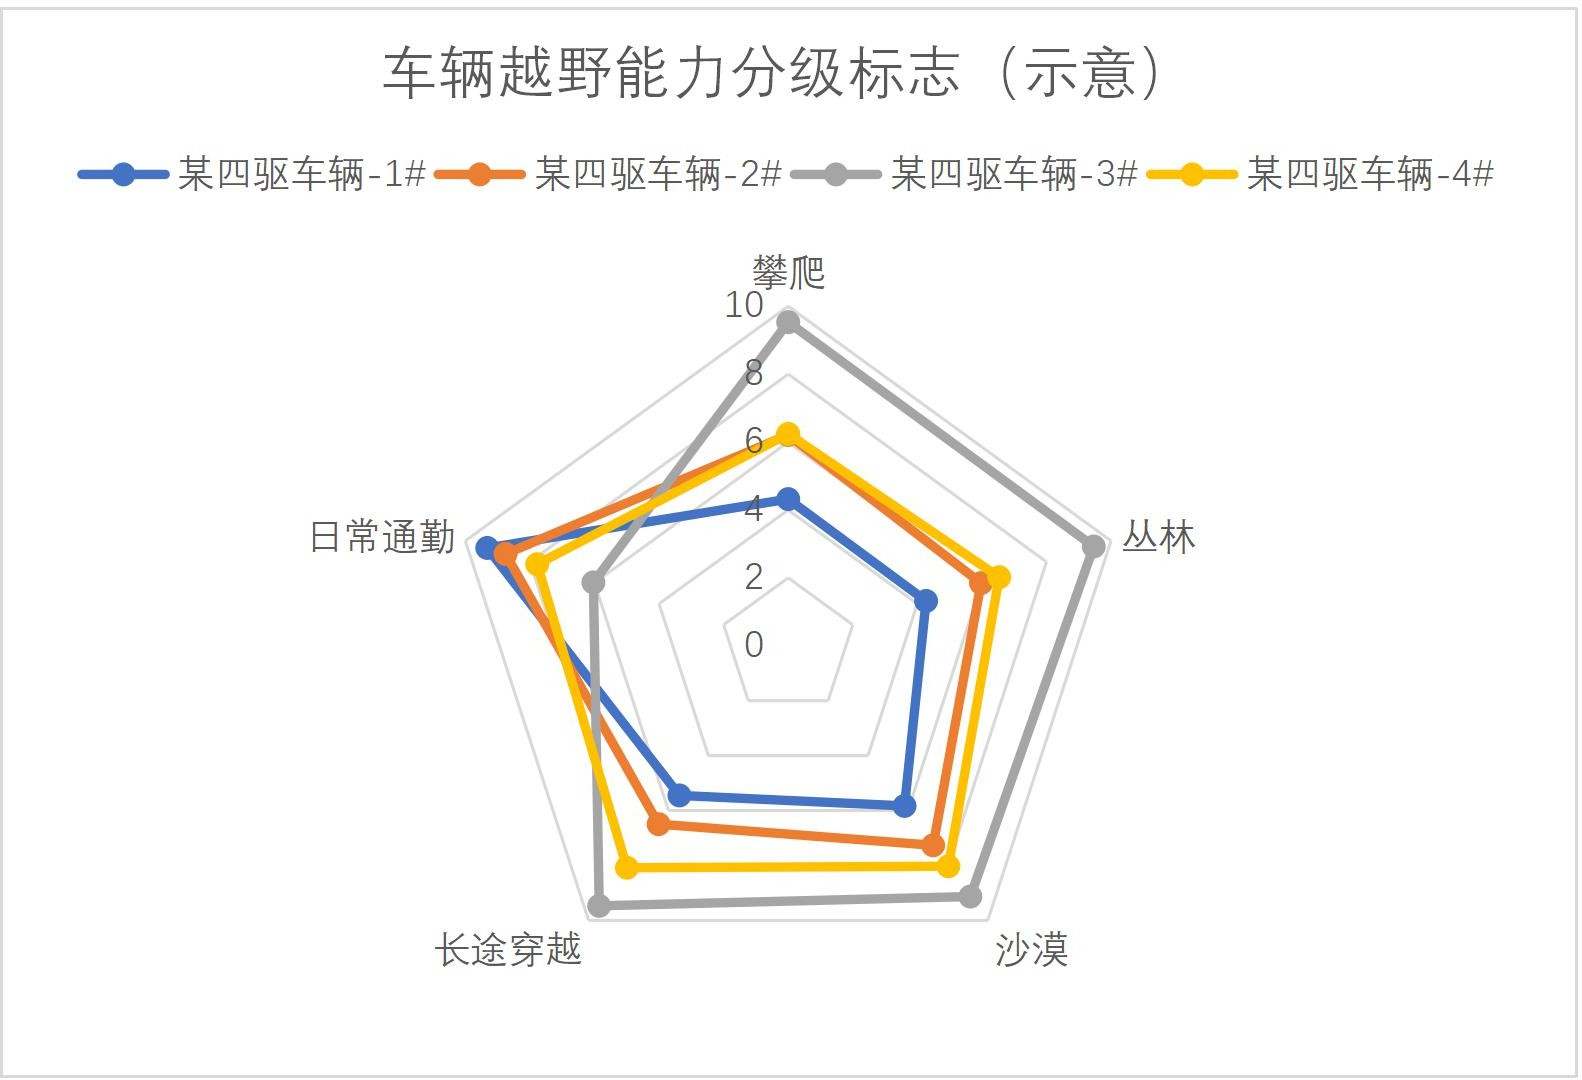 车辆越野能力分级标志（示意）
某四驱车辆-1# 某四驱车辆-2# 某四驱车辆-3# 某四驱车辆-4#
攀爬
10
8
6
4
2
0
丛林
日常通勤
长途穿越
沙漠